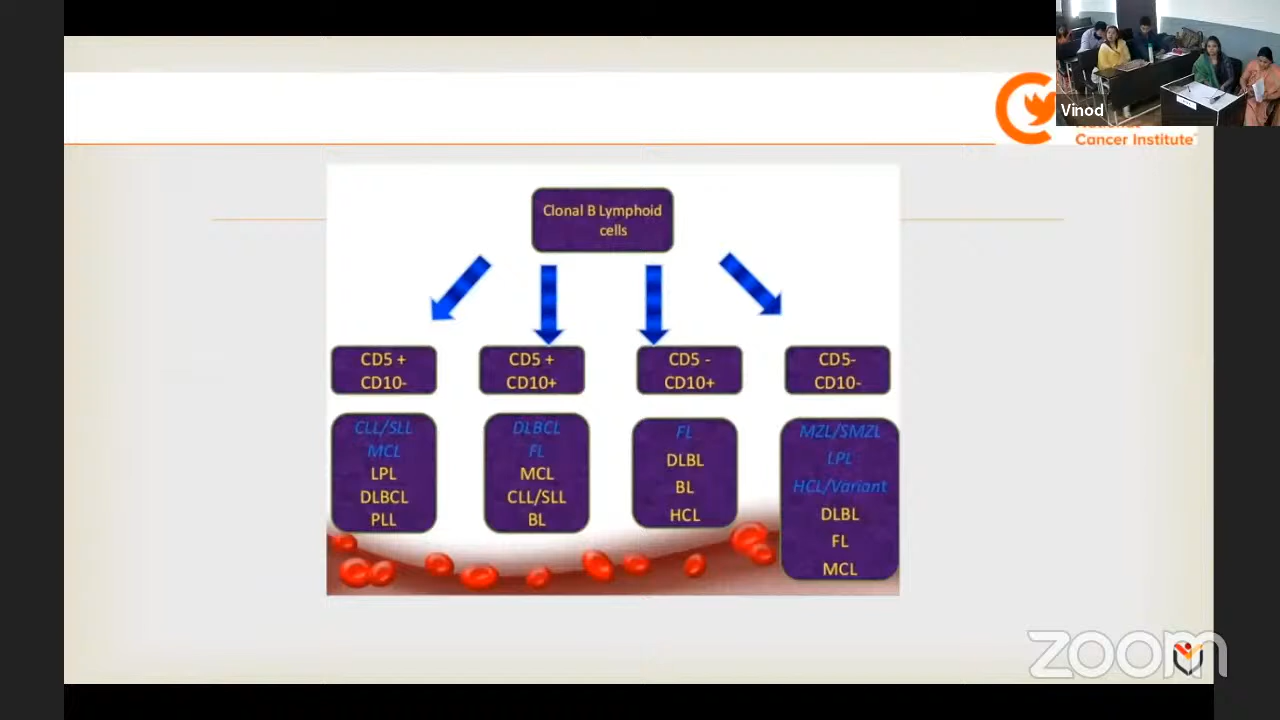 Vinod
Cancer Institute
Clonal B Lymphoid
cells
CD5 +
CD10-
CD5 +
CD10+
CD5 -
CD10+
CD5-
CD10-
CLL/SLL
MCL
LPL
DLBCL
PLL
DLBCL
FL
MCL
CLL/SLL
BL
FL
DLBL
BL
HCL
MZL/SMZL
LPL
HCL/Variant
DLBL
FL
MCL
zoom